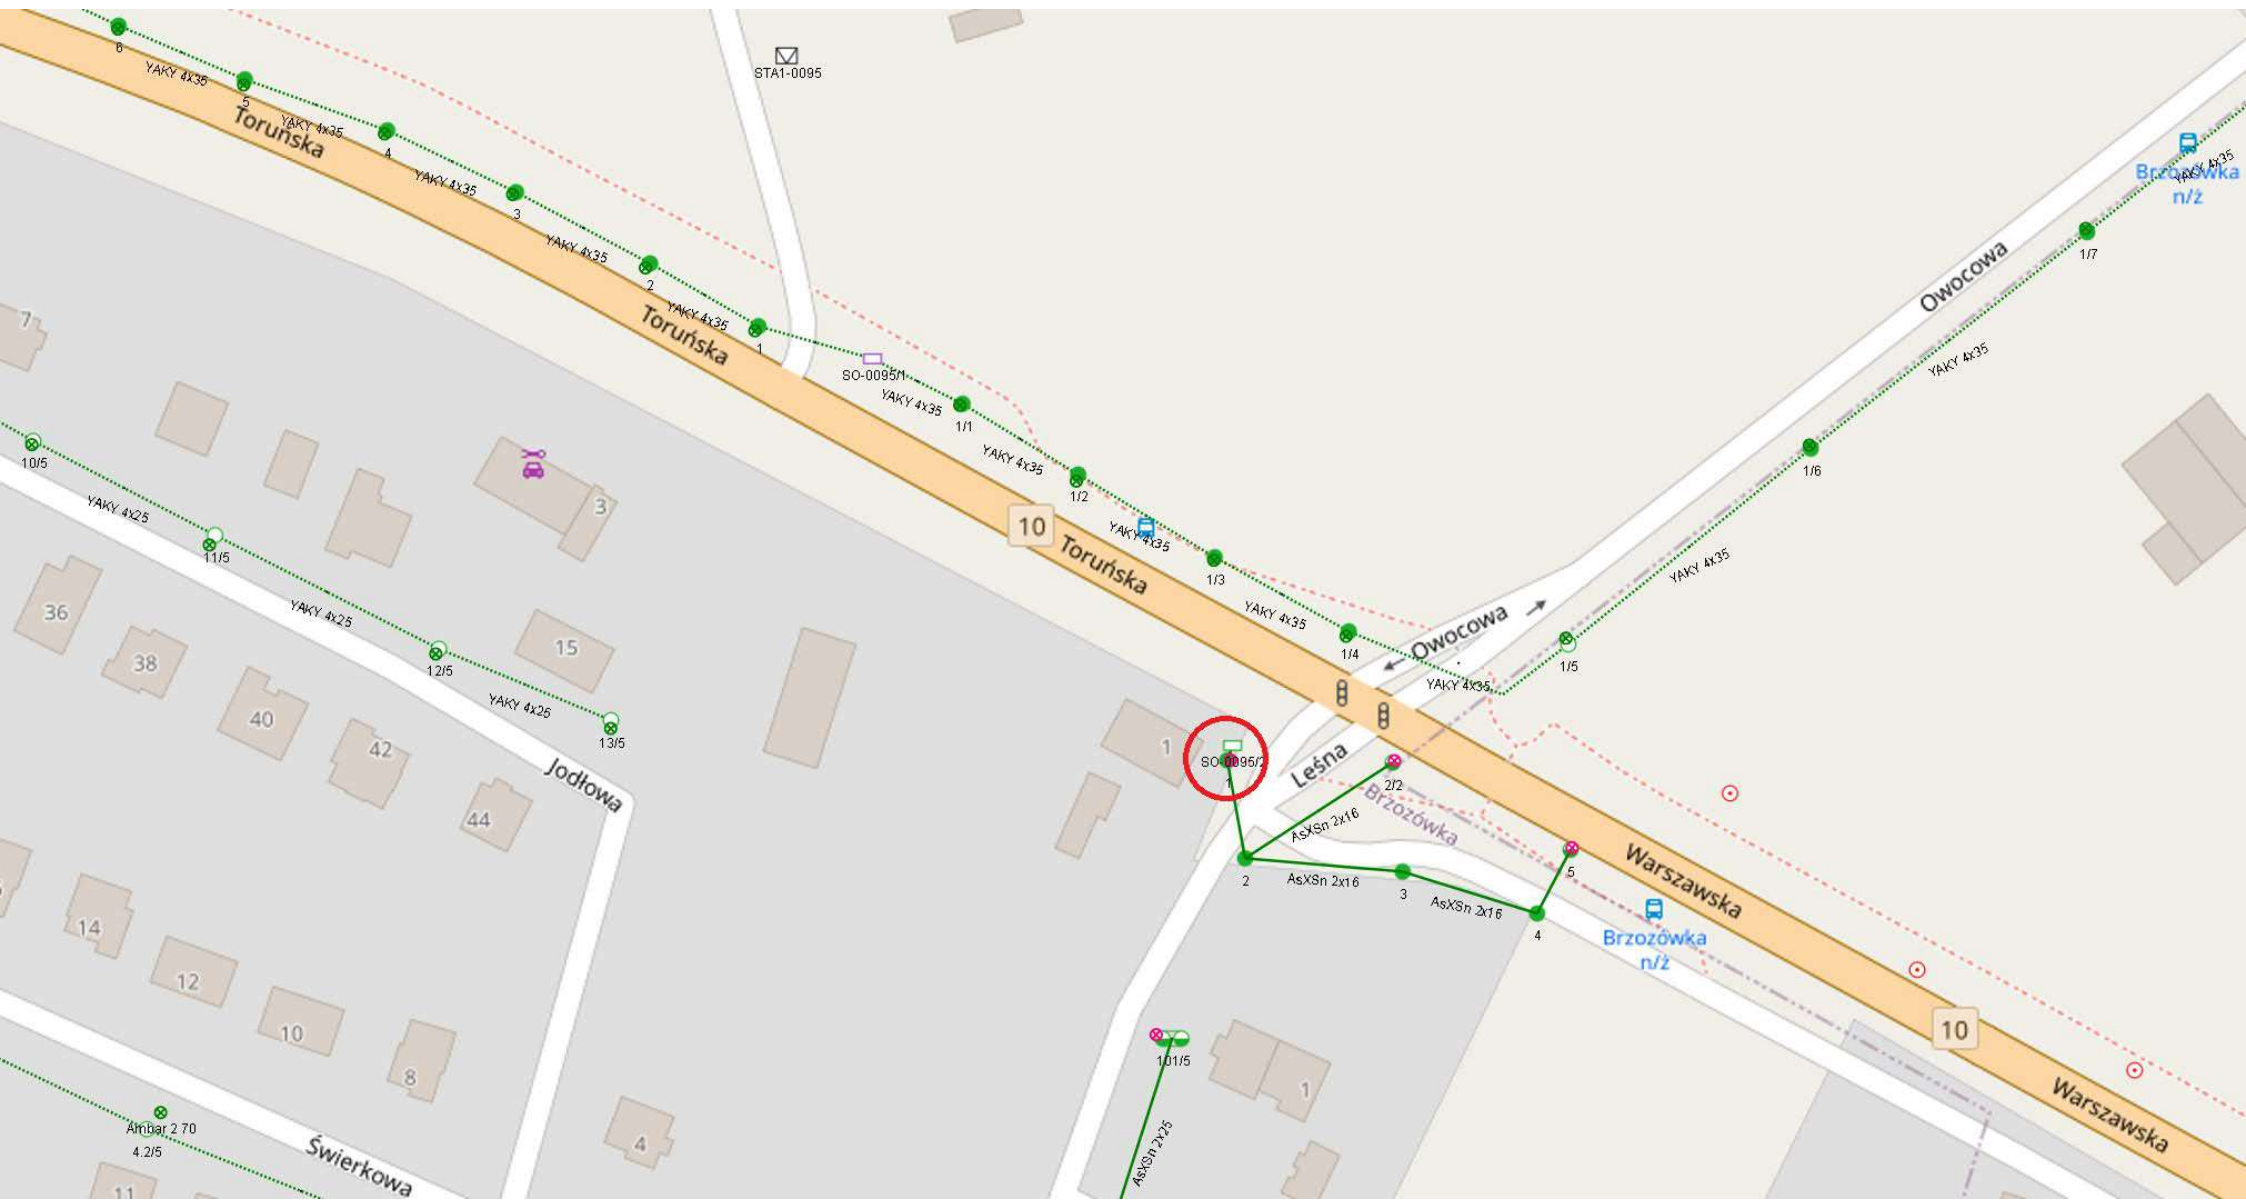 6
YAKY 4x35
5
YAKY 4x35
Toruńska
4
YAKY 4x35
3
YAKY 4x35
2
YAKY 4x35
Toruńska
1
STA1-0095
SO-0095/1
YAKY 4x35
1/1
YAKY 4x35
1/2
YAKY 4x35
10
Toruńska
1/3
YAKY 4x35
1/4
Owocowa
YAKY 4x35
1/5
YAKY 4x35
1/6
YAKY 4x35
Owocowa
1/7
YAKY 4x35
Brzozówka
n/ż
7
3
10/5
YAKY 4x25
11/5
YAKY 4x25
12/5
YAKY 4x25
13/5
36
38
40
42
44
15
Jodłowa
1
SO-0095/2
1
Leśna
2/2
AsXSn 2x16
Brzozówka
2
AsXSn 2x16
3
AsXSn 2x16
4
5
Warszawska
Brzozówka
n/ż
10
Warszawska
14
12
10
8
4
101/5
1
AsXSn 2x25
Ambar 2 70
4.2/5
Świerkowa
11